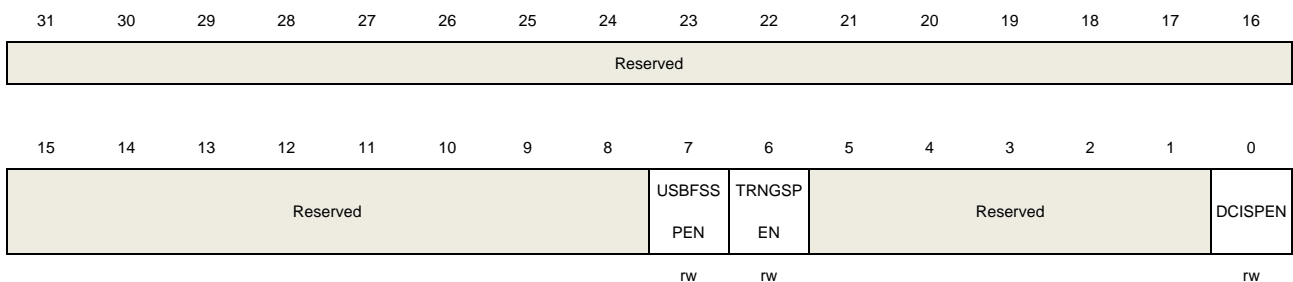 31 30 29 28 27 26 25 24 23 22 21 20 19 18 17 16
Reserved
15 14 13 12 11 10 9 8 7 6 5 4 3 2 1 0
Reserved USBFSS TRNGSP Reserved DCISPEN
PEN EN
rw rw rw